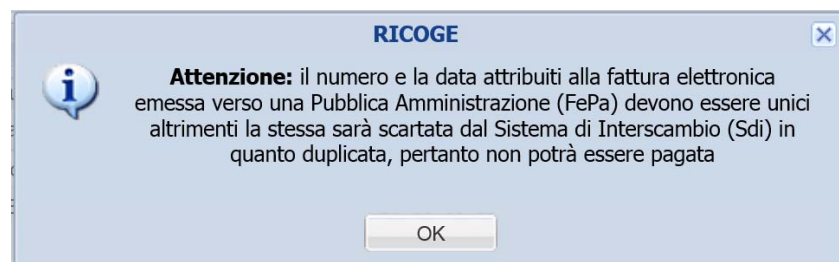 RICOGE
Attenzione: il numero e la data attribuiti alla fattura elettronica
emessa verso una Pubblica Amministrazione (FePa) devono essere unici
altrimenti la stessa sarà scartata dal Sistema di Interscambio (Sdi) in
quanto duplicata, pertanto non potrà essere pagata
OK